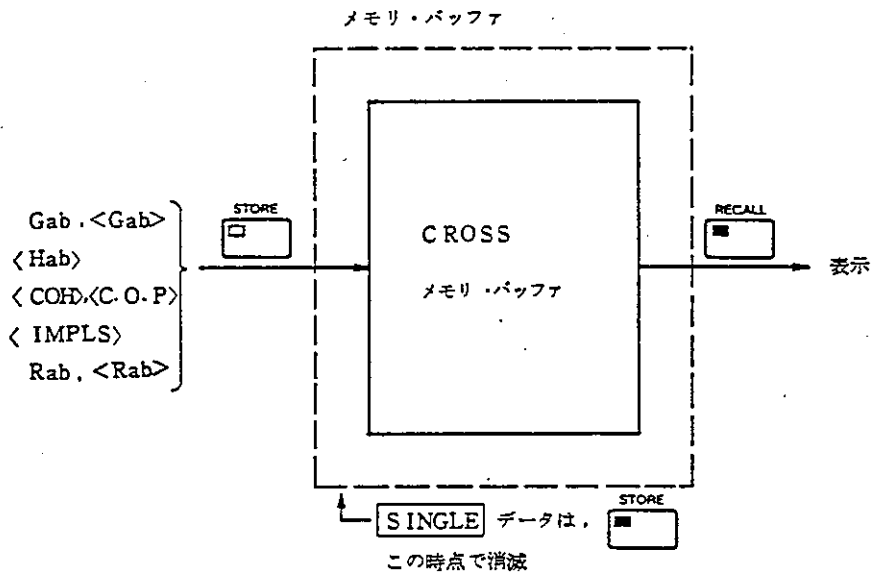 メモリ・バッファ
Gab, <Gab>
<Hab>
<COH>,<C.O.P>
<IMPLS>
Rab, <Rab>
STORE
CROSS
メモリ・バッファ
RECALL
表示
SINGLE データは,
STORE
この時点で消滅